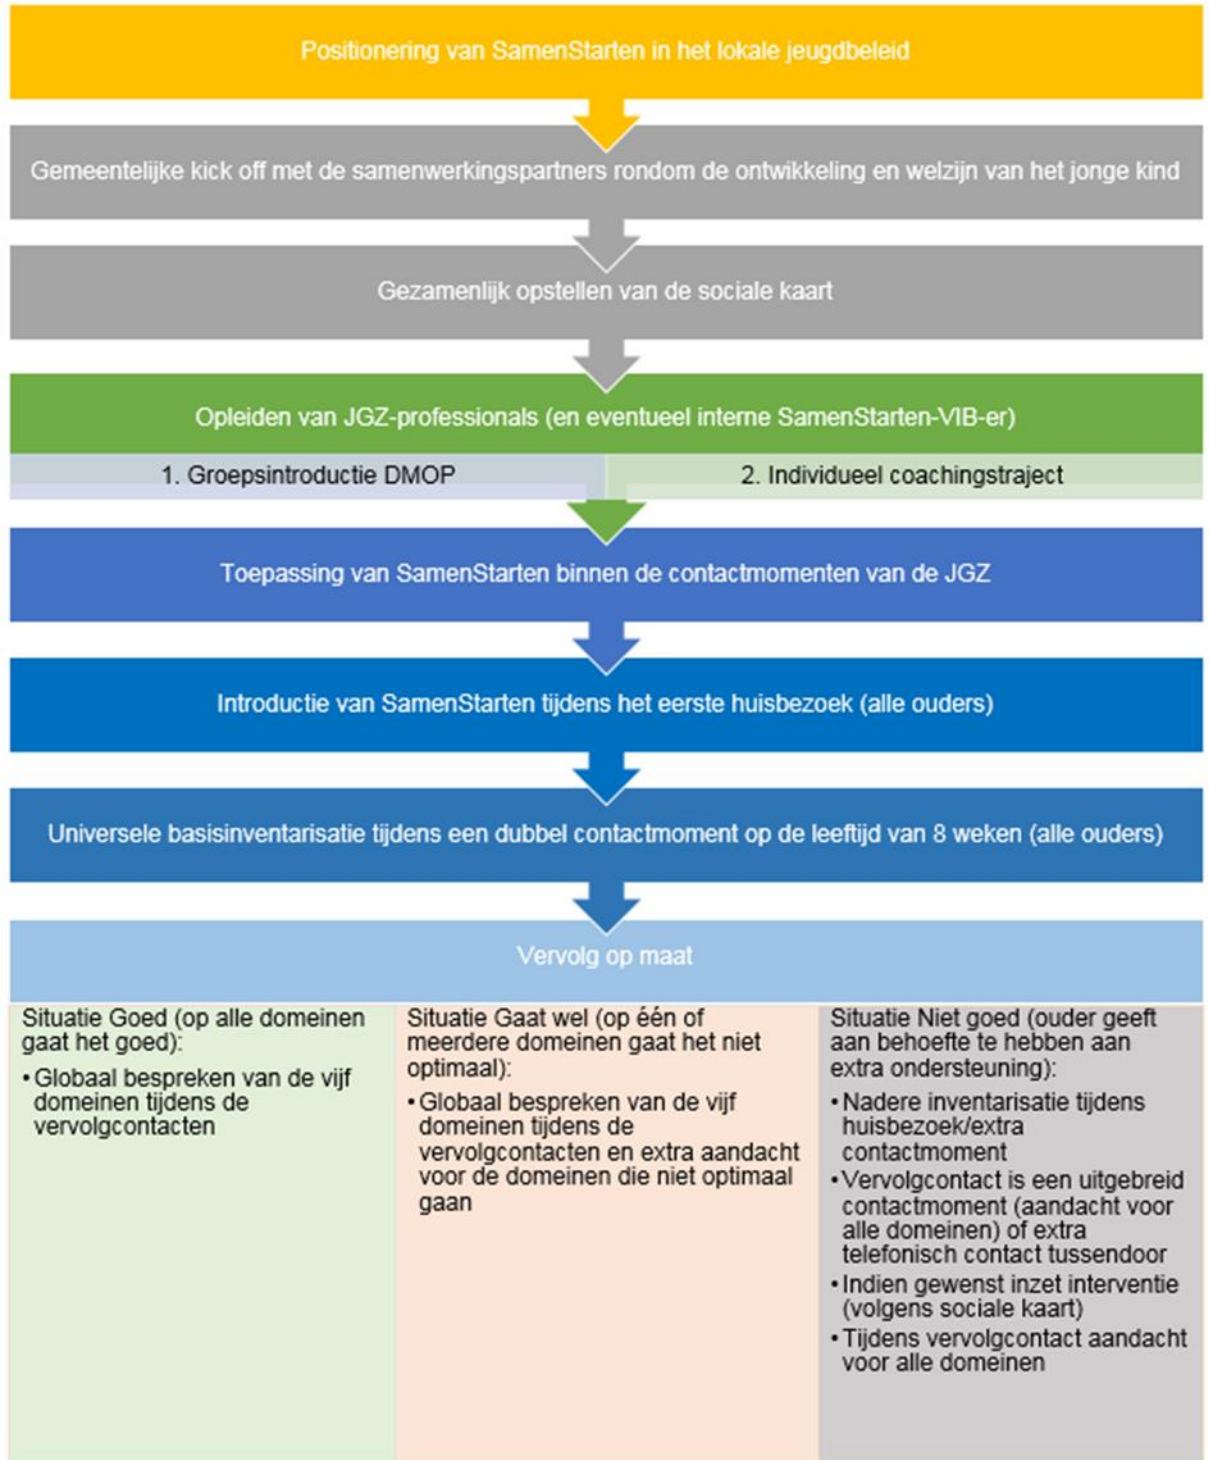 Positionering van SamenStarten in het lokale jeugdbeleid
Gemeentelijke kick off met de samenwerkingspartners rondom de ontwikkeling en welzijn van het jonge kind
Gezamenlijk opstellen van de sociale kaart
Opleiden van JGZ-professionals (en eventueel interne SamenStarten-VIB-er)
1. Groepsintroductie DMOP
2. Individueel coachingstraject
Toepassing van SamenStarten binnen de contactmomenten van de JGZ
Introductie van SamenStarten tijdens het eerste huisbezoek (alle ouders)
Universele basisinventarisatie tijdens een dubbel contactmoment op de leeftijd van 8 weken (alle ouders)
Vervolg op maat
Situatie Goed (op alle domeinen
gaat het goed):
• Globaal bespreken van de vijf
domeinen tijdens de
vervolgcontacten
Situatie Gaat wel (op één of
meerdere domeinen gaat het niet
optimaal):
• Globaal bespreken van de vijf
domeinen tijdens de
vervolgcontacten en extra aandacht
voor de domeinen die niet optimaal
gaan
Situatie Niet goed (ouder geeft
aan behoefte te hebben aan
extra ondersteuning):
• Nadere inventarisatie tijdens
huisbezoek/extra
contactmoment
• Vervolgcontact is een uitgebreid
contactmoment (aandacht voor
alle domeinen) of extra
telefonisch contact tussendoor
• Indien gewenst inzet interventie
(volgens sociale kaart)
• Tijdens vervolgcontact aandacht
voor alle domeinen